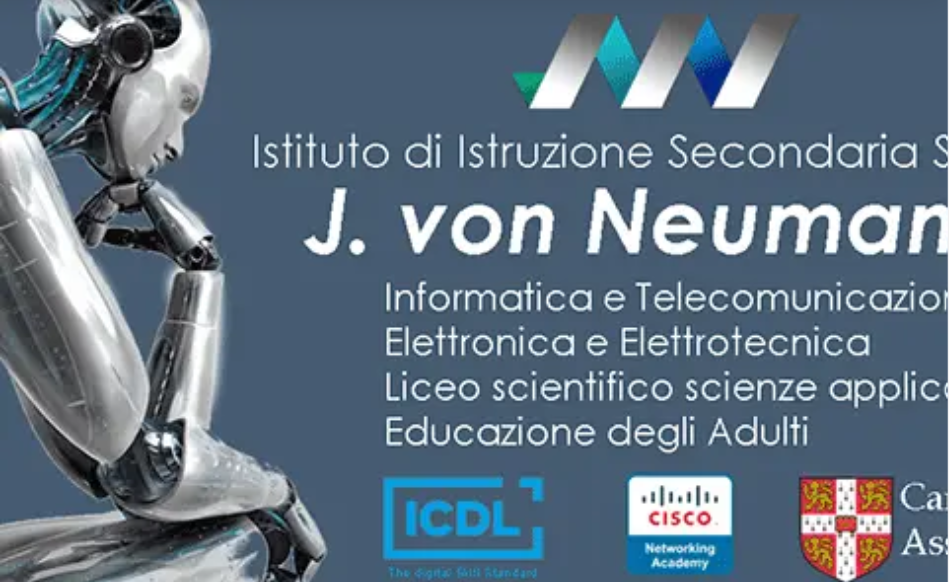 Istituto di Istruzione Secondaria S
J. von Neuman
Informatica e Telecomunicazion
Elettronica e Elettrotecnica
Liceo scientifico scienze applica
Educazione degli Adulti
ICDL
The digital Skill Standard
CISCO
Networking
Academy
Ca
Ass